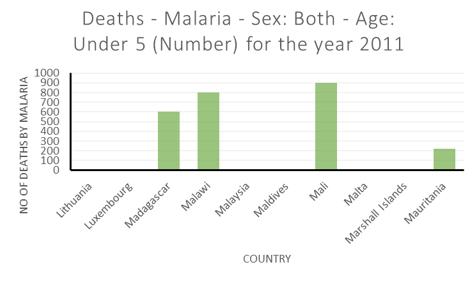 Deaths - Malaria - Sex: Both - Age:
Under 5 (Number) for the year 2011
NO OF DEATHS BY MALARIA
1000
900
800
700
600
500
400
300
200
100
0
Lithuania
Luxembourg
Madagascar
Malawi
Malaysia
Maldives
Mali
Malta
Marshall Islands
Mauritania
COUNTRY